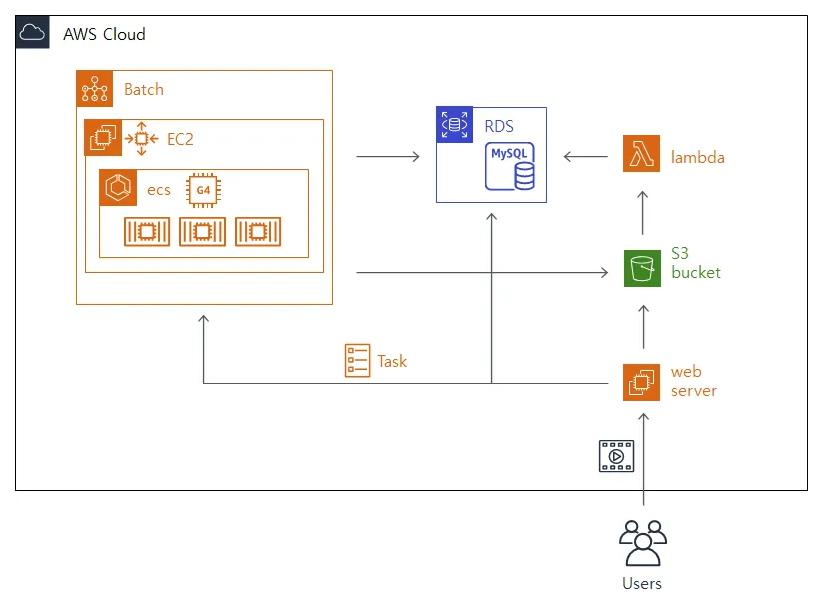 AWS Cloud
Batch
EC2
ecs
G4
RDS
MySQL
lambda
S3
bucket
Task
web
server
Users